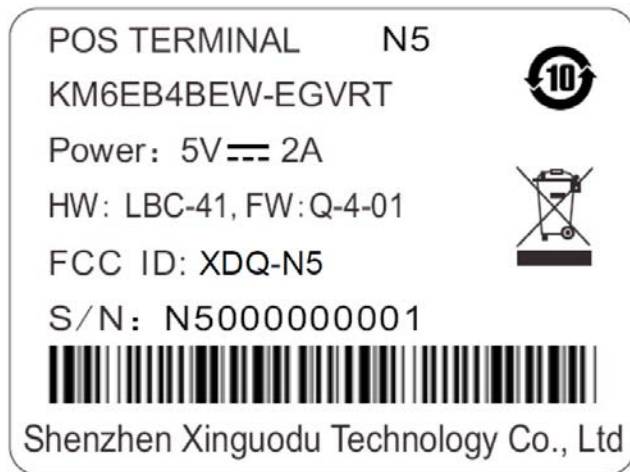 POS TERMINAL N5
KM6EB4BEW-EGVRT
Power: 5V 2A
HW: LBC-41, FW:Q-4-01
FCC ID: XDQ-N5
S/N: N5000000001
10
Shenzhen Xinguodu Technology Co., Ltd